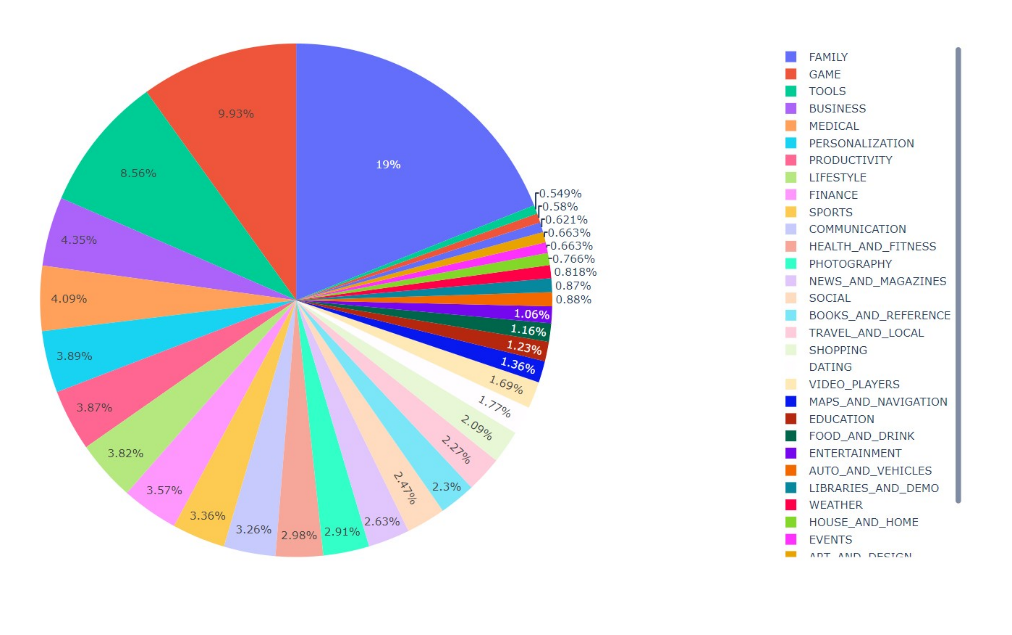 19%
9.93%
8.56%
4.35%
4.09%
3.89%
3.87%
3.82%
3.57%
3.36%
3.26%
2.98%
2.91%
2.63%
2.47%
2.3%
2.27%
2.09%
1.77%
1.69%
1.36%
1.23%
1.16%
1.06%
0.88%
0.87%
0.818%
0.766%
0.663%
0.663%
0.621%
0.58%
0.549%
FAMILY
GAME
TOOLS
BUSINESS
MEDICAL
PERSONALIZATION
PRODUCTIVITY
LIFESTYLE
FINANCE
SPORTS
COMMUNICATION
HEALTH_AND_FITNESS
PHOTOGRAPHY
NEWS_AND_MAGAZINES
SOCIAL
BOOKS_AND_REFERENCE
TRAVEL_AND_LOCAL
SHOPPING
DATING
VIDEO_PLAYERS
MAPS_AND_NAVIGATION
EDUCATION
FOOD_AND_DRINK
ENTERTAINMENT
AUTO_AND_VEHICLES
LIBRARIES_AND_DEMO
WEATHER
HOUSE_AND_HOME
EVENTS
ART_AND_DESIGN